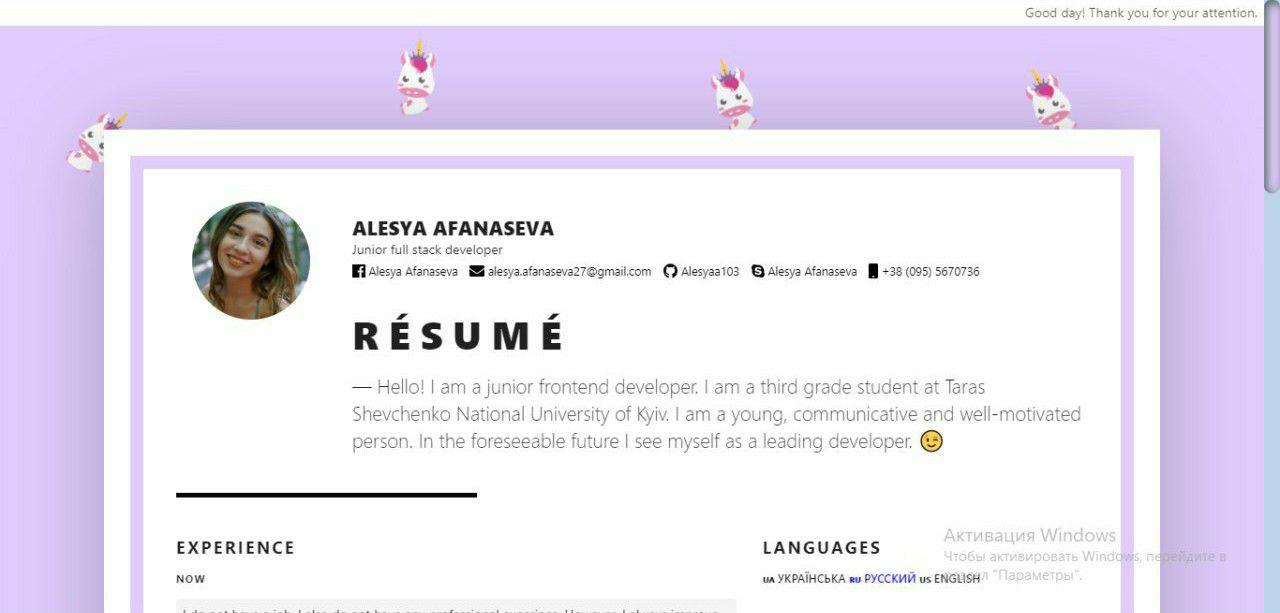 Good day! Thank you for your attention.
ALESYA AFANASEVA
Junior full stack developer
Alesya Afanaseva alesya.afanaseva27@gmail.com Alesyaa103 Alesya Afanaseva +38 (095) 5670736
RÉSUMÉ
— Hello! I am a junior frontend developer. I am a third grade student at Taras
Shevchenko National University of Kyiv. I am a young, communicative and well-motivated
person. In the foreseeable future I see myself as a leading developer. 😉
EXPERIENCE
NOW
LANGUAGES
UA УКРАЇНСЬКА RU РУССКИЙ US ENGLISH
Активация Windows
Чтобы активировать Windows, перейдите в
раздел "Параметры".